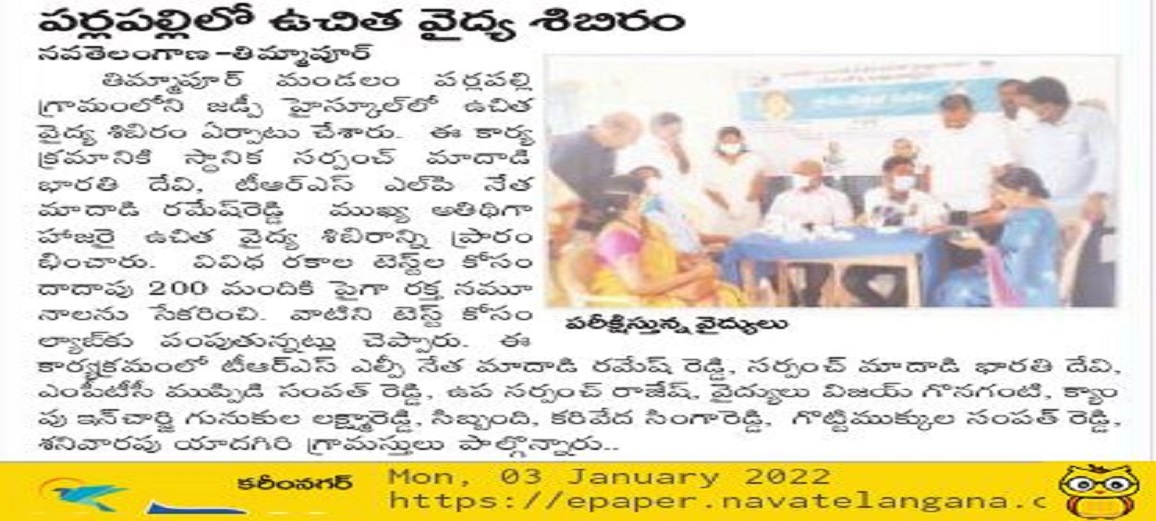 పర్లపల్లిలో ఉచిత వైద్య శిబిరం
నవతెలంగాణ –తిమ్మాపూర్
తిమ్మాపూర్ మండలం పర్లపల్లి
గ్రామంలోని జడ్పీ హైస్కూల్‌లో ఉచిత
వైద్య శిబిరం ఏర్పాటు చేశారు. ఈ కార్య
క్రమానికి స్థానిక సర్పంచ్ మాదాడి
భారతి దేవి, టీఆర్ఎస్ ఎల్‌పి నేత
మాదాడి రమేష్‌రెడ్డి ముఖ్య అతిథిగా
హాజరై ఉచిత వైద్య శిబిరాన్ని ప్రారం
భించారు. వివిధ రకాల టెస్ట్‌ల కోసం
దాదాపు 200 మందికి పైగా రక్త నమూ
నాలను సేకరించి. వాటిని టెస్ట్ కోసం
ల్యాబ్‌కు పంపుతున్నట్లు చెప్పారు. ఈ
పరీక్షిస్తున్న వైద్యులు
కార్యక్రమంలో టీఆర్ఎస్ ఎల్పీ నేత మాదాడి రమేష్ రెడ్డి, సర్పంచ్ మాదాడి భారతి దేవి,
ఎంపీటీసీ ముప్పిడి సంపత్ రెడ్డి, ఉప సర్పంచ్ రాజేష్, వైద్యులు విజయ్ గొనగంటి, క్యాం
పు ఇన్‌చార్జి గునుకుల లక్ష్మారెడ్డి, సిబ్బంది, కరివేద సింగారెడ్డి, గొట్టిముక్కుల సంపత్ రెడ్డి,
శనివారపు యాదగిరి గ్రామస్తులు పాల్గొన్నారు..
కరీంనగర్
Mon, 03 January 2022
https://epaper.navatelangana.c